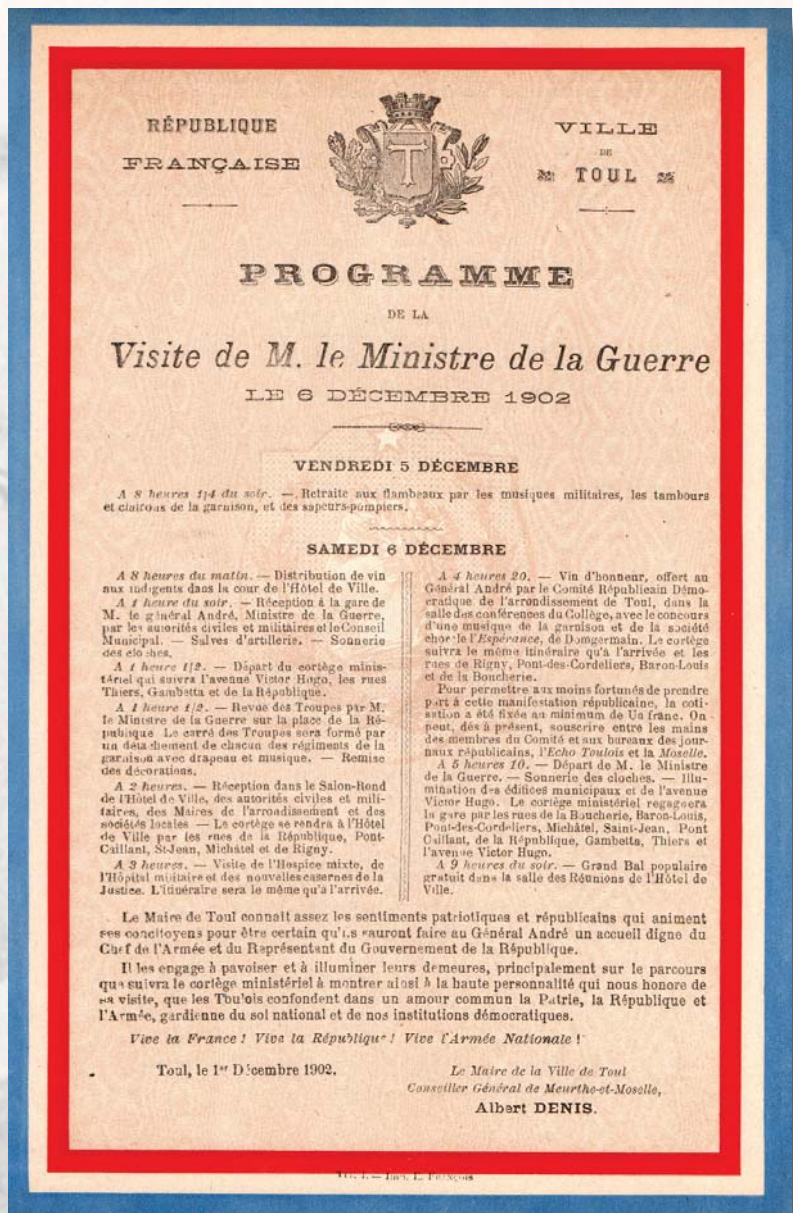 RÉPUBLIQUE
FRANÇAISE
T
VILLE
DE
TOUL
PROGRAMME
DE LA
Visite de M. le Ministre de la Guerre
LE 6 DÉCEMBRE 1902
VENDREDI 5 DÉCEMBRE
A 8 heures 1/4 du soir. — Retraite aux flambeaux par les musiques militaires, les tambours
et clairons de la garnison, et des sapeurs-pompiers.
SAMEDI 6 DÉCEMBRE
A 8 heures du matin. — Distribution de vin
aux indigents dans la cour de l'Hôtel de Ville.
A 1 heure du soir. — Réception à la gare de
M. le général André, Ministre de la Guerre,
par les autorités civiles et militaires et le Conseil
Municipal. — Salves d'artillerie. — Sonnerie
des cloches.
A 1 heure 1/2. — Départ du cortège minis-
tériel qui suivra l'avenue Victor Hugo, les rues
Thiers, Gambetta et de la République.
A 1 heure 1/2. — Revue des Troupes par M.
le Ministre de la Guerre sur la place de la Ré-
publique Le carré des Troupes sera formé par
un détachement de chacun des régiments de la
garnison avec drapeau et musique. — Remise
des décorations.
A 2 heures. — Réception dans le Salon-Rond
de l'Hôtel de Ville, des autorités civiles et mili-
taires, des Maires de l'arrondissement et des
sociétés locales — Le cortège se rendra à l'Hôtel
de Ville par les rues de la République, Pont-
Caillant, St-Jean, Michâtel et de Rigny.
A 3 heures. — Visite de l'Hospice mixte, de
l'Hôpital militaire et des nouvelles casernes de la
Justice. L'itinéraire sera le même qu'à l'arrivée.
A 4 heures 20. — Vin d'honneur, offert au
Général André par le Comité Républicain Démo-
cratique de l'arrondissement de Toul, dans la
salle des conférences du Collège, avec le concours
d'une musique de la garnison et de la société
chorale l'Espérance, de Domgermain. Le cortège
suivra le même itinéraire qu'à l'arrivée et les
rues de Rigny, Pont-des-Cordeliers, Baron-Louis
et de la Boucherie.
Pour permettre aux moins fortunés de prendre
part à cette manifestation républicaine, la coti-
sation a été fixée au minimum de Un franc. On
peut, dès à présent, souscrire entre les mains
des membres du Comité et aux bureaux des jour-
naux républicains, l'Echo Toulois et la Moselle.
A 5 heures 10. — Départ de M. le Ministre
de la Guerre. — Sonnerie des cloches. — Illu-
mination des édifices municipaux et de l'avenue
Victor Hugo. Le cortège ministériel regagnera
la gare par les rues de la Boucherie, Baron-Louis,
Pont-des-Cordeliers, Michâtel, Saint-Jean, Pont
Caillant, de la République, Gambetta, Thiers et
l'avenue Victor Hugo.
A 9 heures du soir. — Grand Bal populaire
gratuit dans la salle des Réunions de l'Hôtel de
Ville.
Le Maire de Toul connaît assez les sentiments patriotiques et républicains qui animent
ses concitoyens pour être certain qu'ils sauront faire au Général André un accueil digne du
Chef de l'Armée et du Représentant du Gouvernement de la République.
Il les engage à pavoiser et à illuminer leurs demeures, principalement sur le parcours
que suivra le cortège ministériel à montrer ainsi à la haute personnalité qui nous honore de
sa visite, que les Toulois confondent dans un amour commun la Patrie, la République et
l'Armée, gardienne du sol national et de nos institutions démocratiques.
Vive la France ! Vive la République ! Vive l'Armée Nationale !
Toul, le 1er Décembre 1902.
Le Maire de la Ville de Toul
Conseiller Général de Meurthe-et-Moselle,
Albert DENIS.